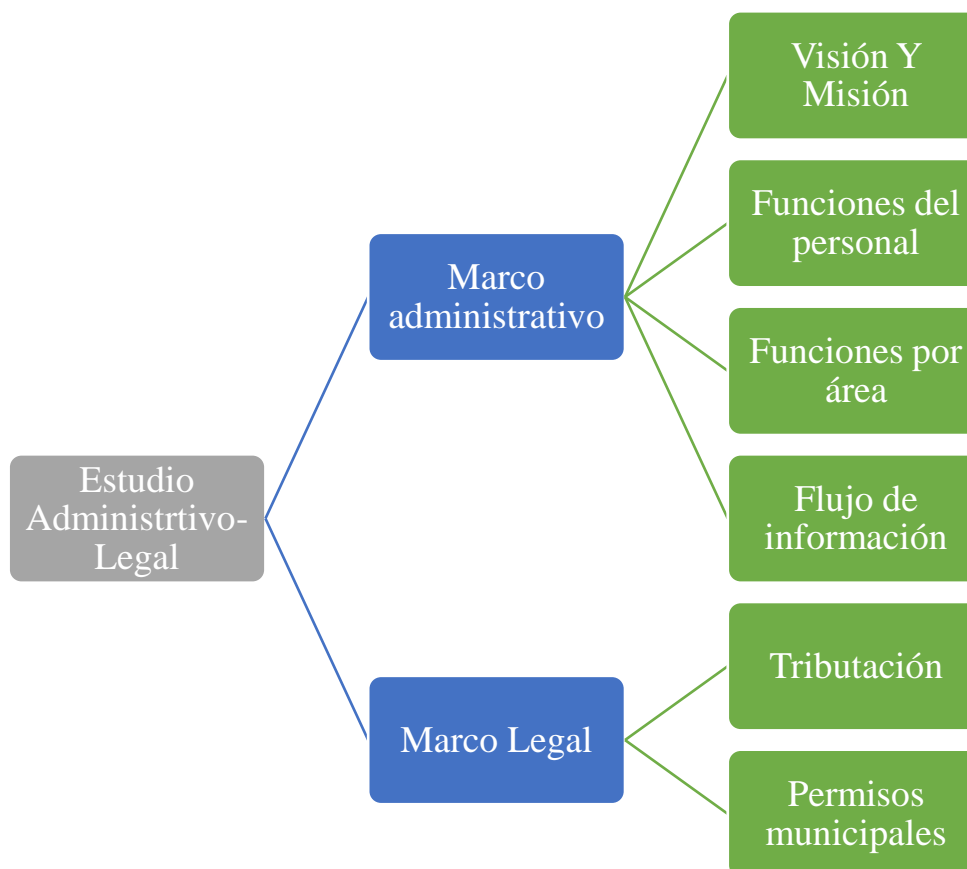 Visión Y
Misión
Funciones del
personal
Marco
administrativo
Funciones por
área
Estudio
Administrtivo-
Legal
Flujo de
información
Tributación
Marco Legal
Permisos
municipales